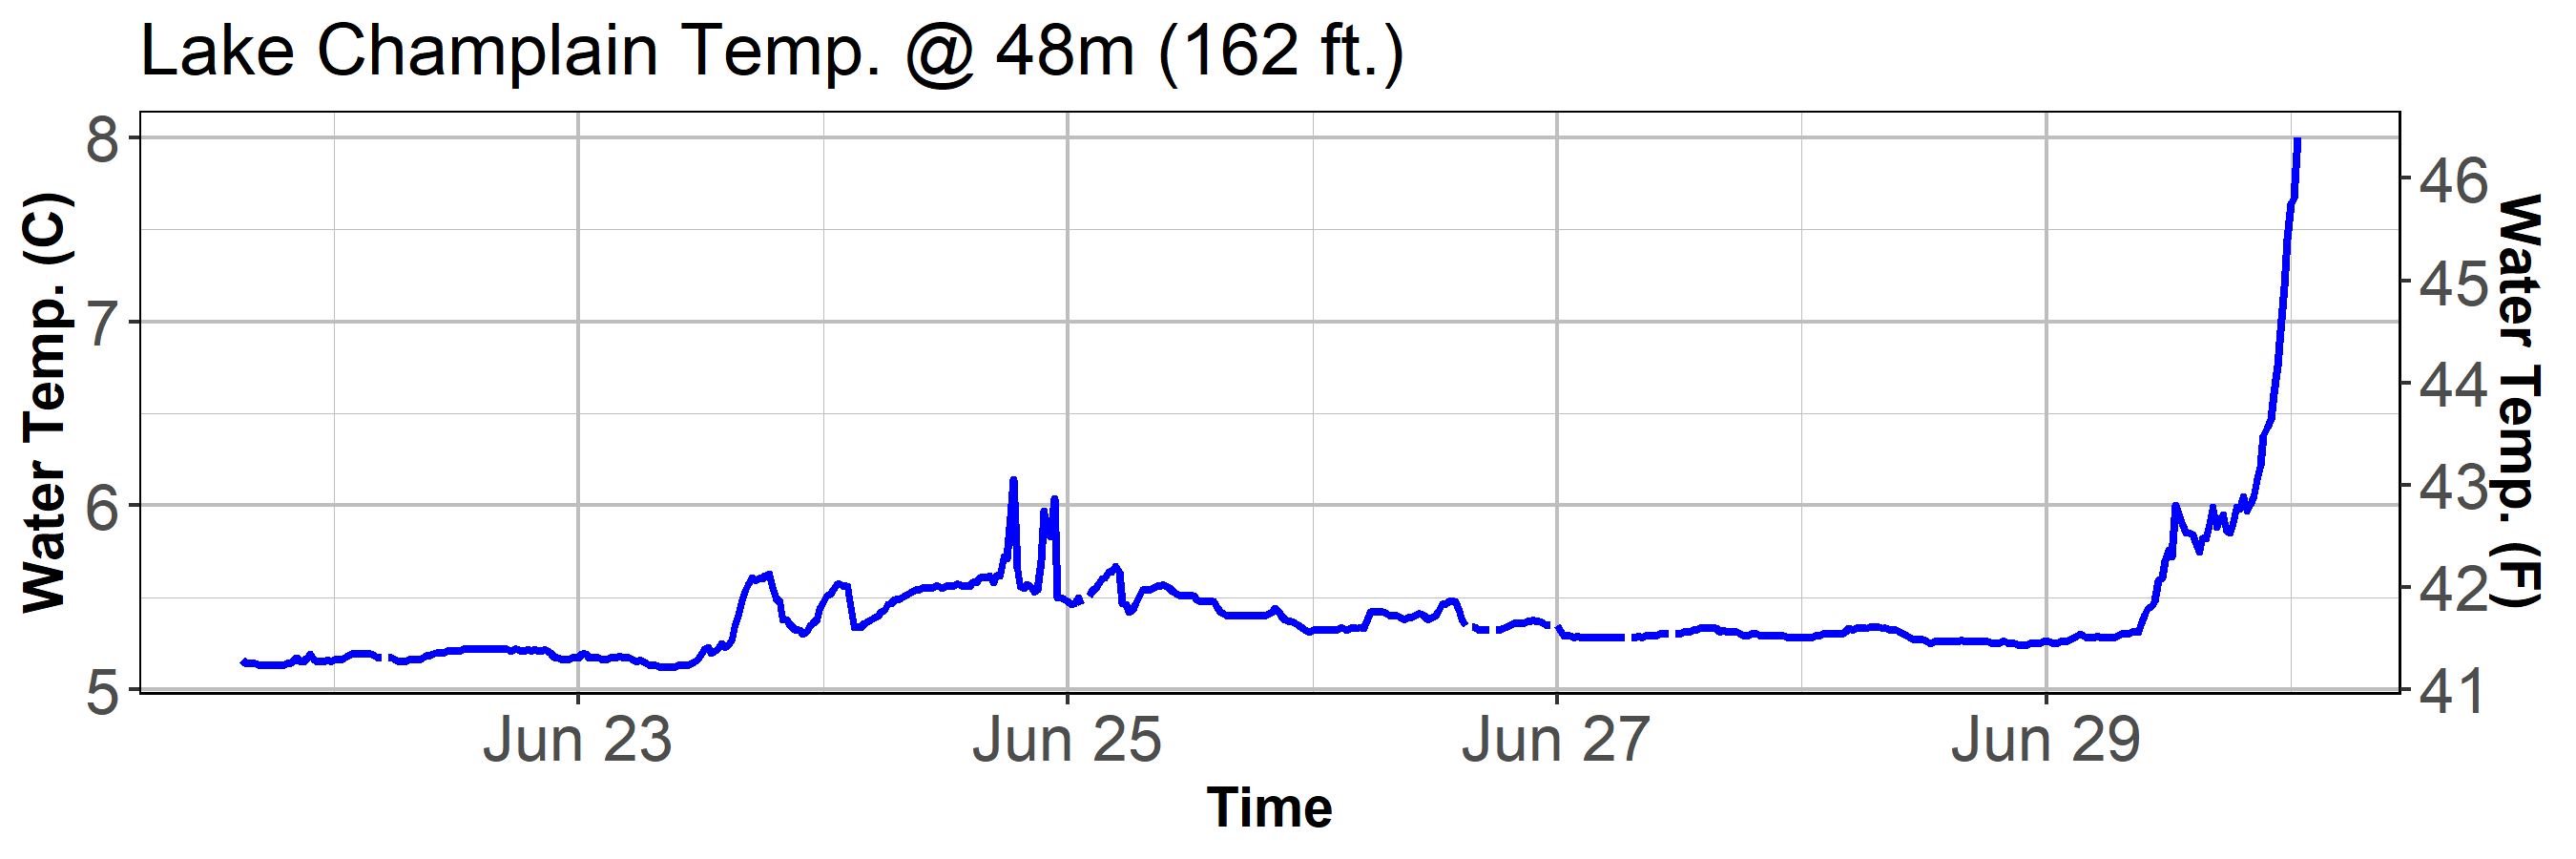 Lake Champlain Temp. @ 48m (162 ft.)
Water Temp. (C)
8
7
6
5
46
45
44
43
42
41
Water Temp. (F)
Jun 23 Jun 25 Jun 27 Jun 29
Time